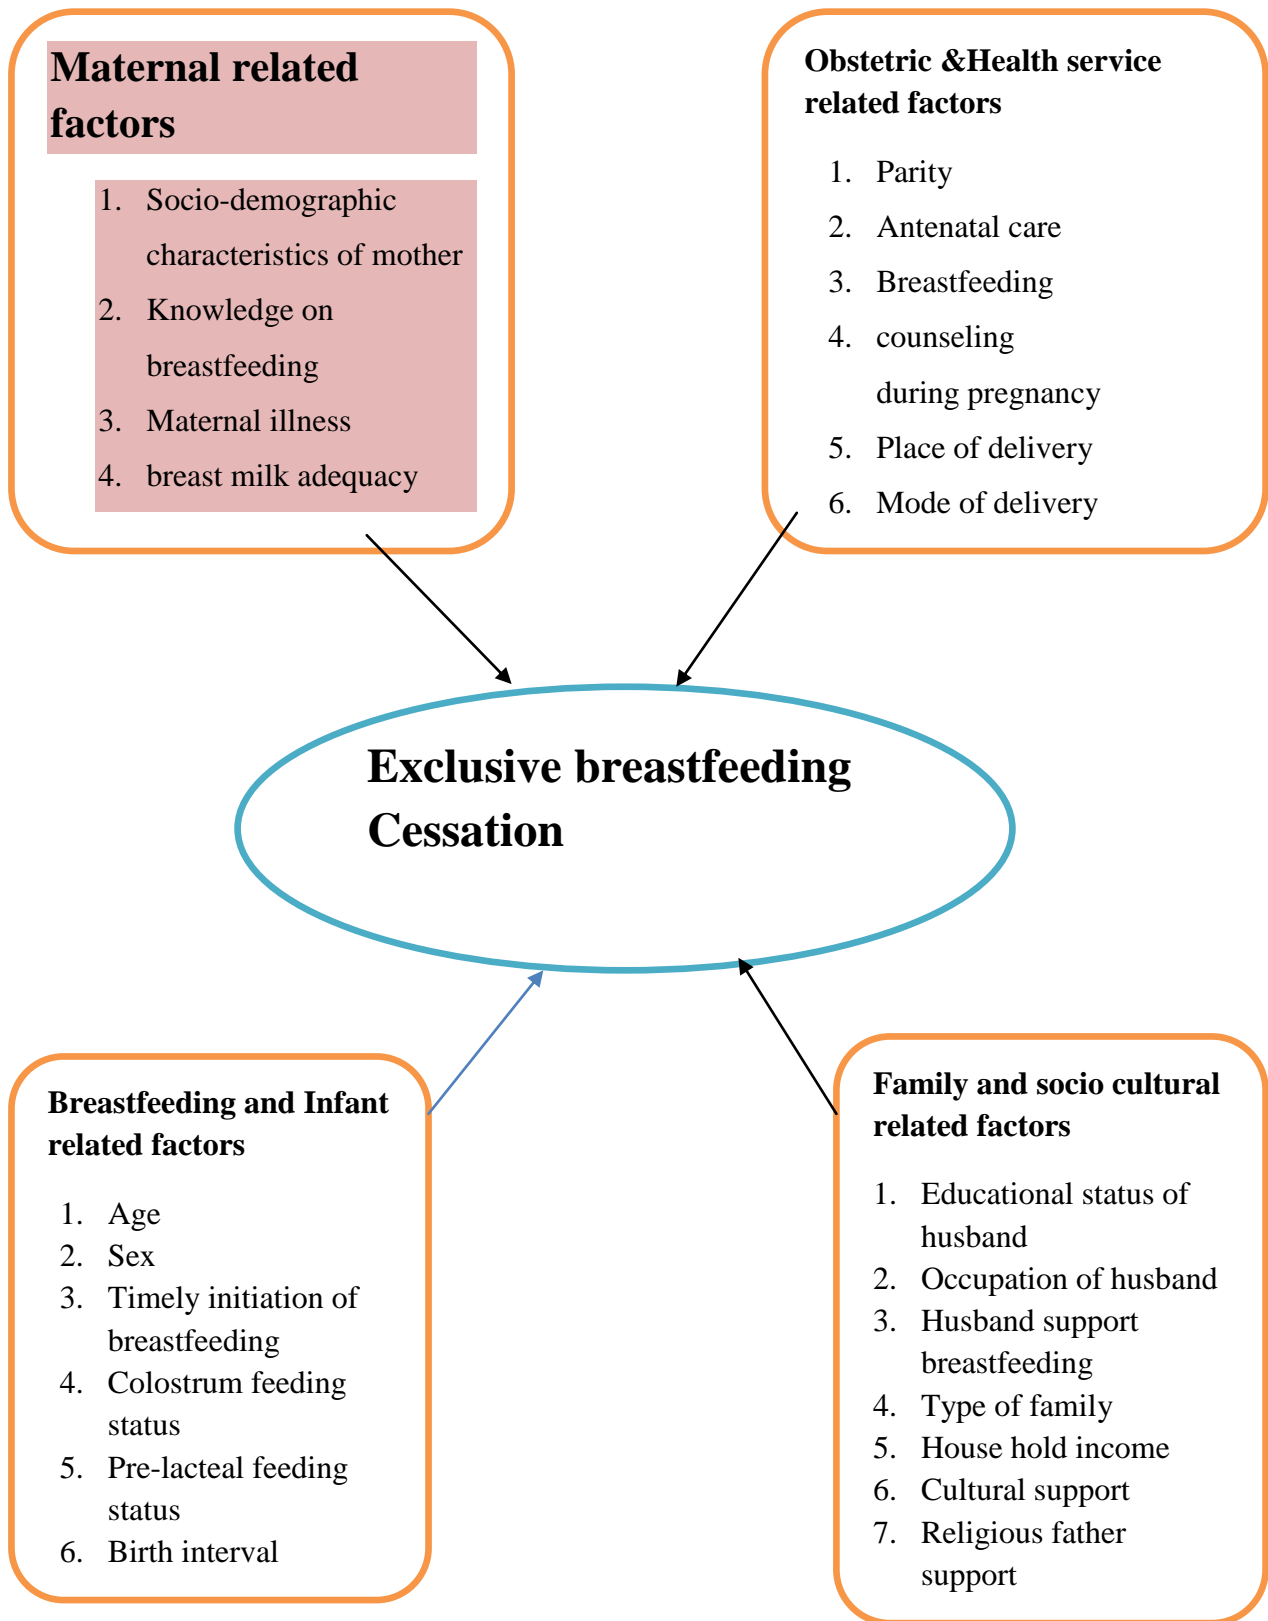 Maternal related
factors
1. Socio-demographic
characteristics of mother
2. Knowledge on
breastfeeding
3. Maternal illness
4. breast milk adequacy
Obstetric &Health service
related factors
1. Parity
2. Antenatal care
3. Breastfeeding
4. counseling
during pregnancy
5. Place of delivery
6. Mode of delivery
Exclusive breastfeeding
Cessation
Breastfeeding and Infant
related factors
1. Age
2. Sex
3. Timely initiation of
breastfeeding
4. Colostrum feeding
status
5. Pre-lacteal feeding
status
6. Birth interval
Family and socio cultural
related factors
1. Educational status of
husband
2. Occupation of husband
3. Husband support
breastfeeding
4. Type of family
5. House hold income
6. Cultural support
7. Religious father
support